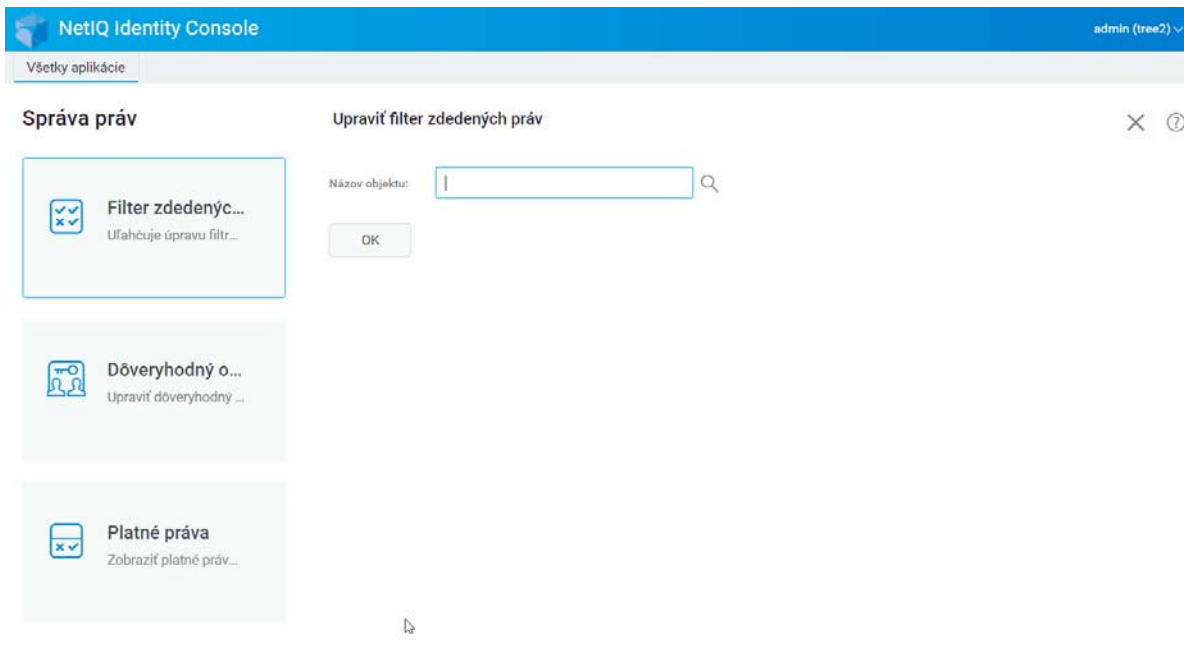 NetIQ Identity Console
admin (tree2)
Všetky aplikácie
Správa práv
Upraviť filter zdedených práv
Názov objektu:
OK
Filter zdedenýc...
Uľahčuje úpravu filtr...
Dôveryhodný o...
Upraviť dôveryhodný ...
Platné práva
Zobraziť platné práv...